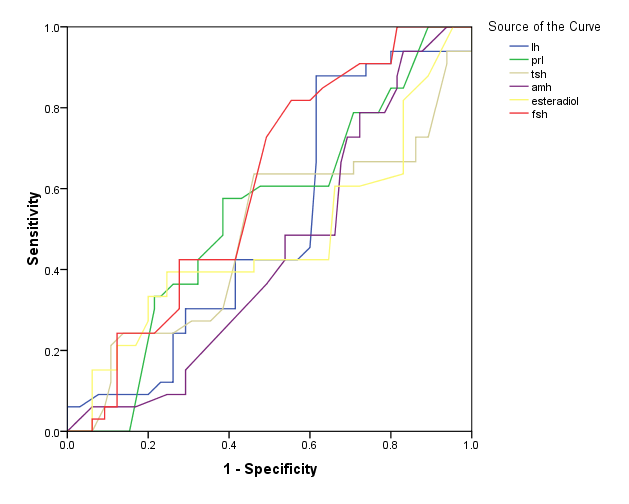 Source of the Curve
lh
prl
tsh
amh
esteradiol
fsh
1.0
0.8
0.6
0.4
0.2
0.0
Sensitivity
0.0 0.2 0.4 0.6 0.8 1.0
1 - Specificity